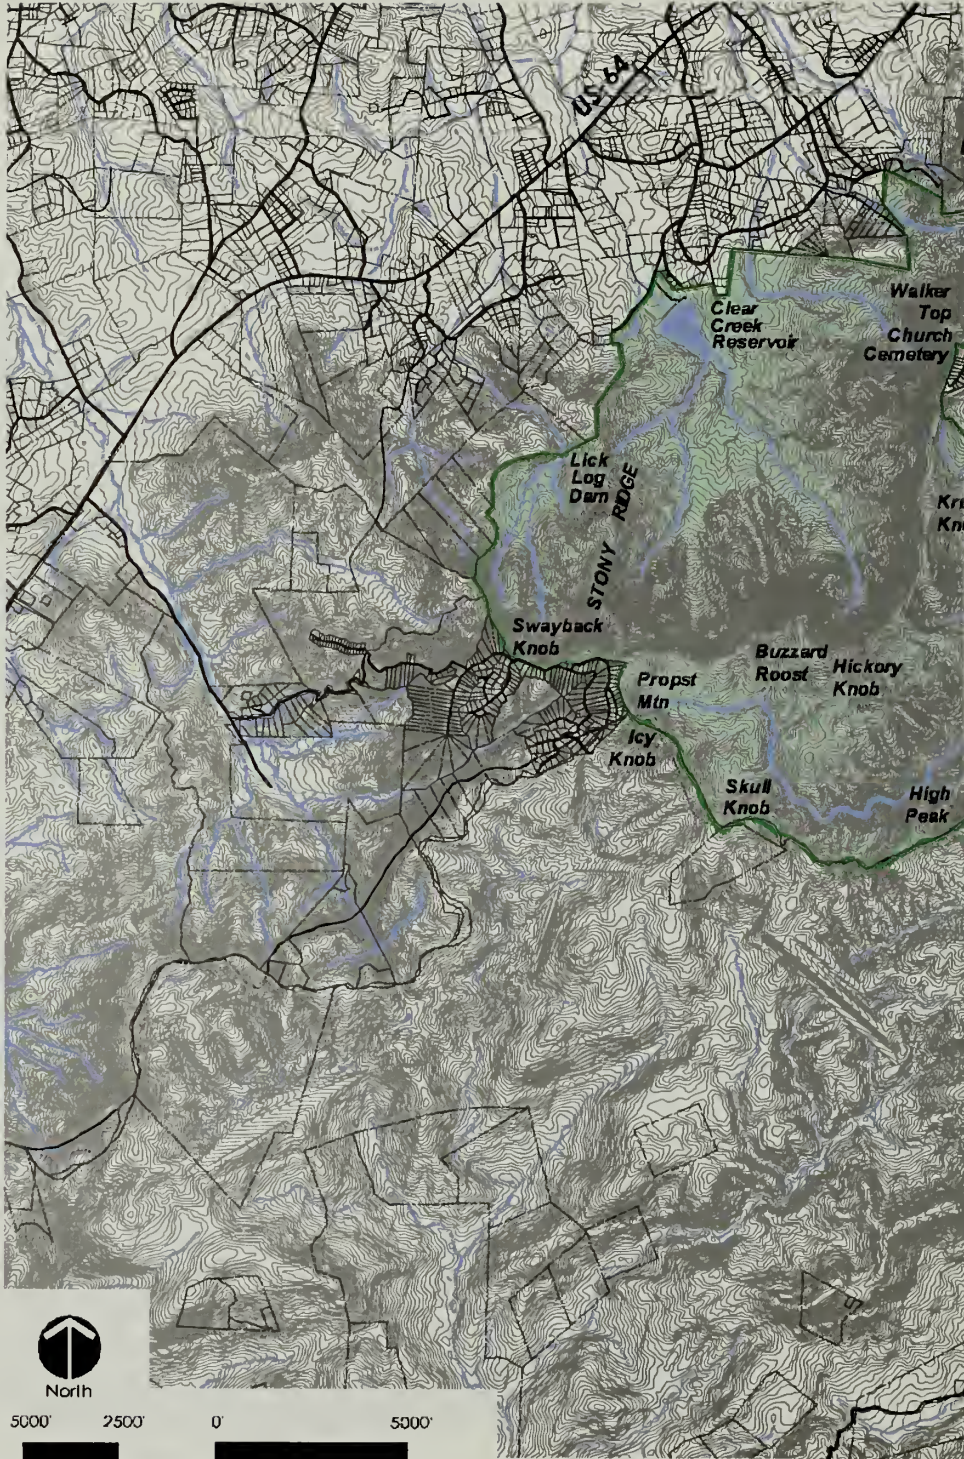 US-64
Clear
Creek
Reservoir
Walker
Top
Church
Cemetery
Lick
Log
Dam
STONY RIDGE
Swayback
Knob
Buzzard
Roost
Hickory
Knob
Propst
Mtn
Icy
Knob
Skull
Knob
High
Peak
North
5000' 2500' 0' 5000'